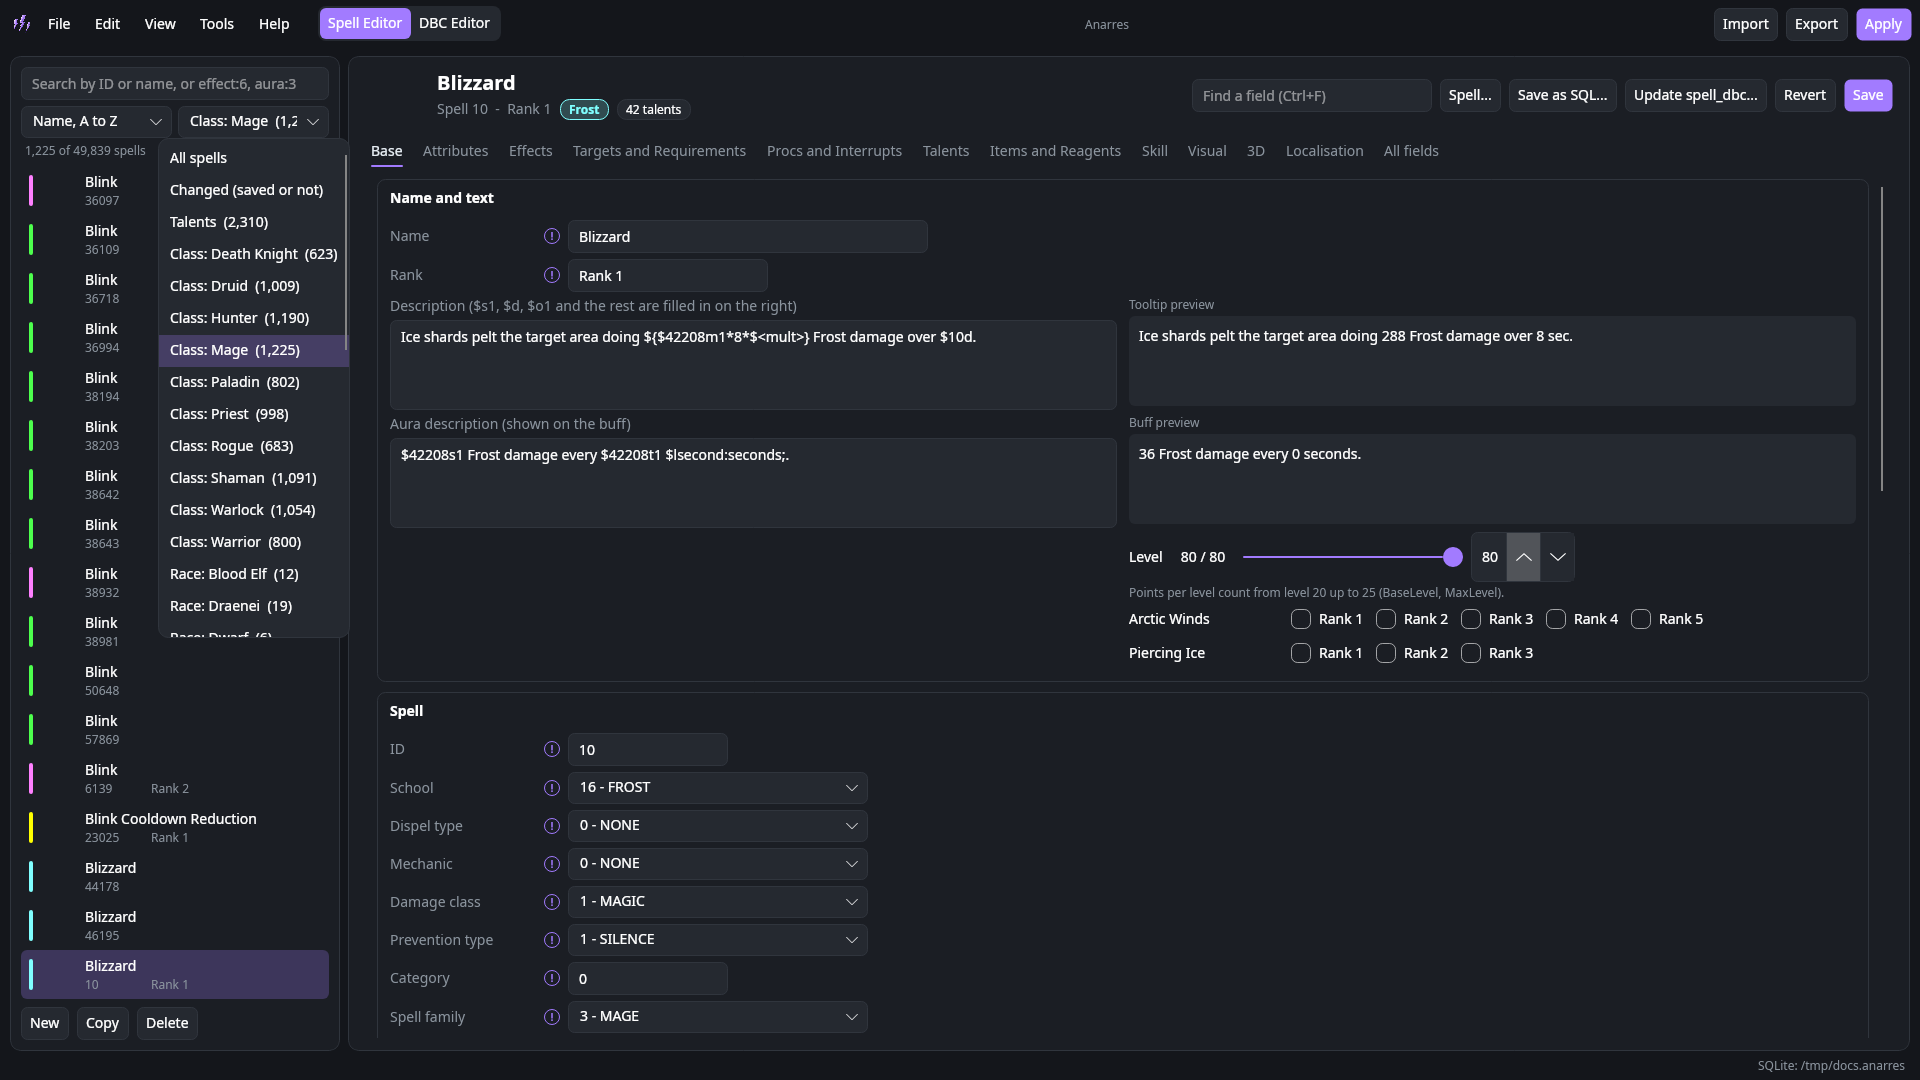 File Edit View Tools Help Spell Editor DBC Editor Anarres Import Export Apply
Search by ID or name, or effect:6, aura:3
Name, A to Z Class: Mage (1,2
1,225 of 49,839 spells
Blink
36097
Blink
36109
Blink
36718
Blink
36994
Blink
38194
Blink
38203
Blink
38642
Blink
38643
Blink
38932
Blink
38981
Blink
50648
Blink
57869
Blink
6139 Rank 2
Blink Cooldown Reduction
23025 Rank 1
Blizzard
44178
Blizzard
46195
Blizzard
10 Rank 1
New Copy Delete
All spells
Changed (saved or not)
Talents (2,310)
Class: Death Knight (623)
Class: Druid (1,009)
Class: Hunter (1,190)
Class: Mage (1,225)
Class: Paladin (802)
Class: Priest (998)
Class: Rogue (683)
Class: Shaman (1,091)
Class: Warlock (1,054)
Class: Warrior (800)
Race: Blood Elf (12)
Race: Draenei (19)
Race: Dwarf (6)
Blizzard
Spell 10 - Rank 1 Frost 42 talents
Find a field (Ctrl+F) Spell... Save as SQL... Update spell_dbc... Revert Save
Base Attributes Effects Targets and Requirements Procs and Interrupts Talents Items and Reagents Skill Visual 3D Localisation All fields
Name and text
Name Blizzard
Rank Rank 1
Description ($s1, $d, $o1 and the rest are filled in on the right)
Ice shards pelt the target area doing ${$42208m1*8*$<mult>} Frost damage over $10d.
Tooltip preview
Ice shards pelt the target area doing 288 Frost damage over 8 sec.
Aura description (shown on the buff)
$42208s1 Frost damage every $42208t1 $lsecond:seconds;.
Buff preview
36 Frost damage every 0 seconds.
Level 80 / 80 80
Points per level count from level 20 up to 25 (BaseLevel, MaxLevel).
Arctic Winds Rank 1 Rank 2 Rank 3 Rank 4 Rank 5
Piercing Ice Rank 1 Rank 2 Rank 3
Spell
ID 10
School 16 - FROST
Dispel type 0 - NONE
Mechanic 0 - NONE
Damage class 1 - MAGIC
Prevention type 1 - SILENCE
Category 0
Spell family 3 - MAGE
SQLite: /tmp/docs.anarres